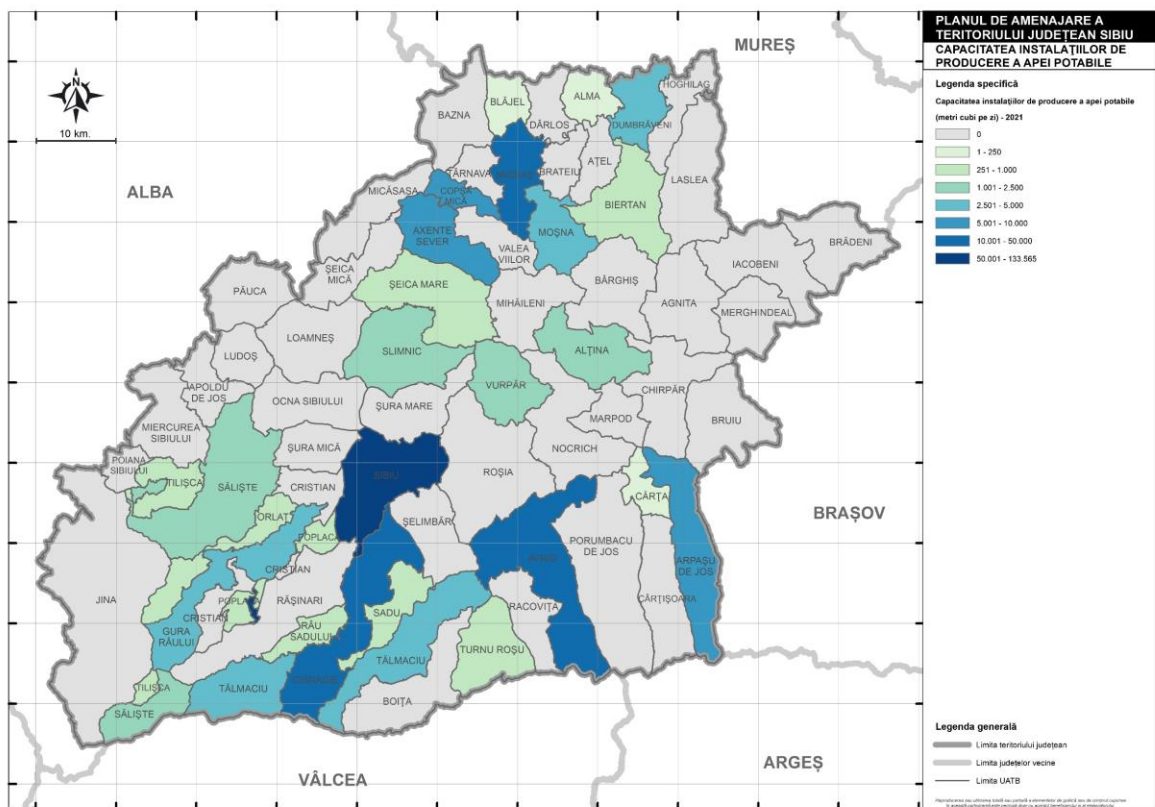 PLANUL DE AMENAJARE A
TERITORIULUI JUDEȚEAN SIBIU
CAPACITATEA INSTALAŢIILOR DE
PRODUCERE A APEI POTABILE
Legenda specifică
Capacitatea instalaţiilor de producere a apei potabile
(metri cubi pe zi) - 2021
0
1 - 250
251 - 1.000
1.001 - 2.500
2.501 - 5.000
5.001 - 10.000
10.001 - 50.000
50.001 - 133.565
Legenda generală
Limita teritoriului județean
Limita județelor vecine
Limita UATB
N
10 km.
MUREȘ
ALBA
BRAȘOV
ARGEȘ
VÂLCEA
HOGHILAG
BLĂJEL
ALMA
BAZNA
DÂRLOS
DUMBRĂVENI
TÂRNAVA
BRATEIU
AȚEL
LASLEA
MICĂSASA
COPȘA
MICĂ
BIERTAN
AXENTE
SEVER
MOȘNA
VALEA
VIILOR
BRĂDENI
IACOBENI
ȘEICA
MICĂ
ȘEICA MARE
BÂRGHIȘ
PĂUCA
MIHĂILENI
AGNITA
MERGHINDEAL
LOAMNEȘ
SLIMNIC
ALȚINA
LUDOȘ
VURPĂR
APOLDU
DE JOS
OCNA SIBIULUI
ȘURA MARE
CHIRPĂR
MARPOD
BRUIU
MIERCUREA
SIBIULUI
ȘURA MICĂ
NOCRICH
POIANA
SIBIULUI
TILIȘCA
SĂLIȘTE
CRISTIAN
SIBIU
ROȘIA
CÂRȚA
ORLAT
ȘELIMBĂR
POPLACA
PORUMBACU
DE JOS
CRISTIAN
ARPAȘU
DE JOS
JINA
POPLACA
RĂȘINARI
SADU
RACOVIȚA
CÂRȚIȘOARA
CRISTIAN
GURA
RÂULUI
RÂU
SADULUI
TURNU ROȘU
TĂLMACIU
TILIȘCA
TĂLMACIU
BOIȚA
SĂLIȘTE